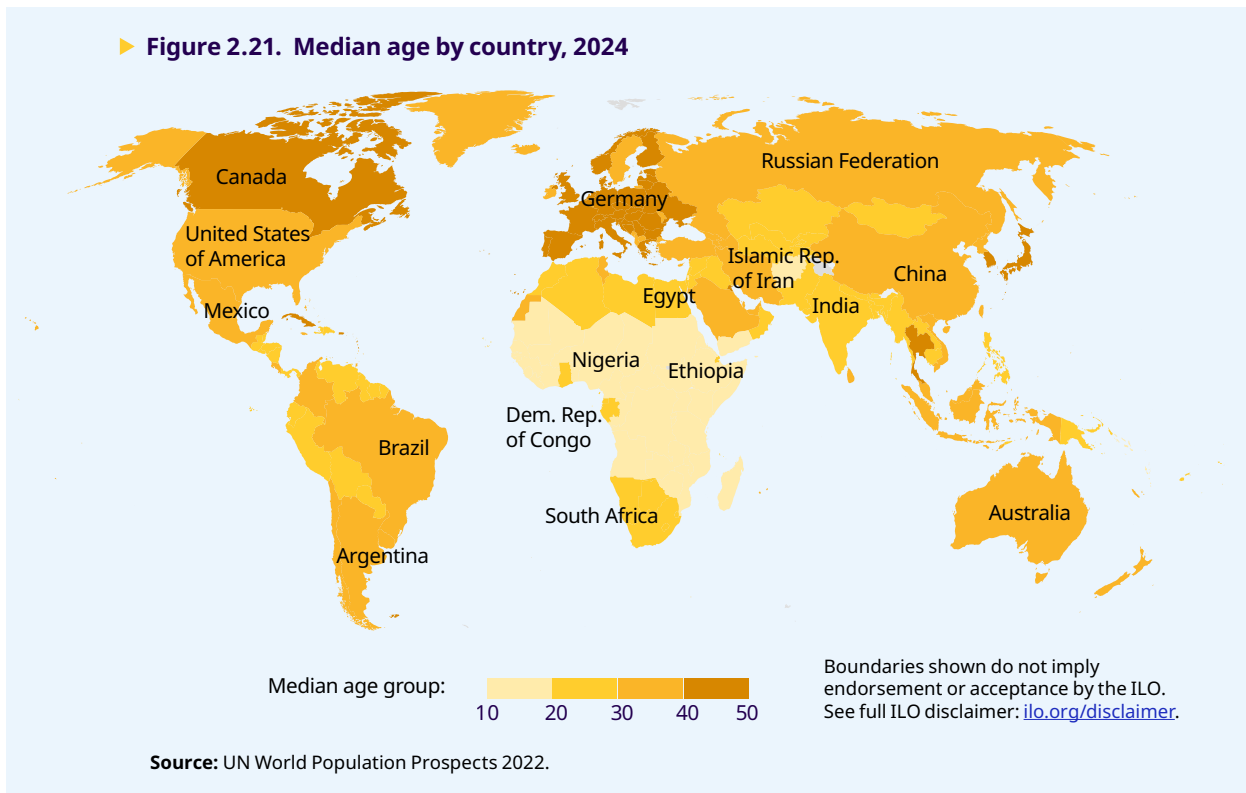 Figure 2.21. Median age by country, 2024
Canada
Russian Federation
Germany
United States
of America
Islamic Rep.
of Iran
China
Egypt
India
Mexico
Nigeria
Ethiopia
Dem. Rep.
of Congo
Brazil
South Africa
Australia
Argentina
Median age group:
10 20 30 40 50
Boundaries shown do not imply
endorsement or acceptance by the ILO.
See full ILO disclaimer: ilo.org/disclaimer.
Source: UN World Population Prospects 2022.